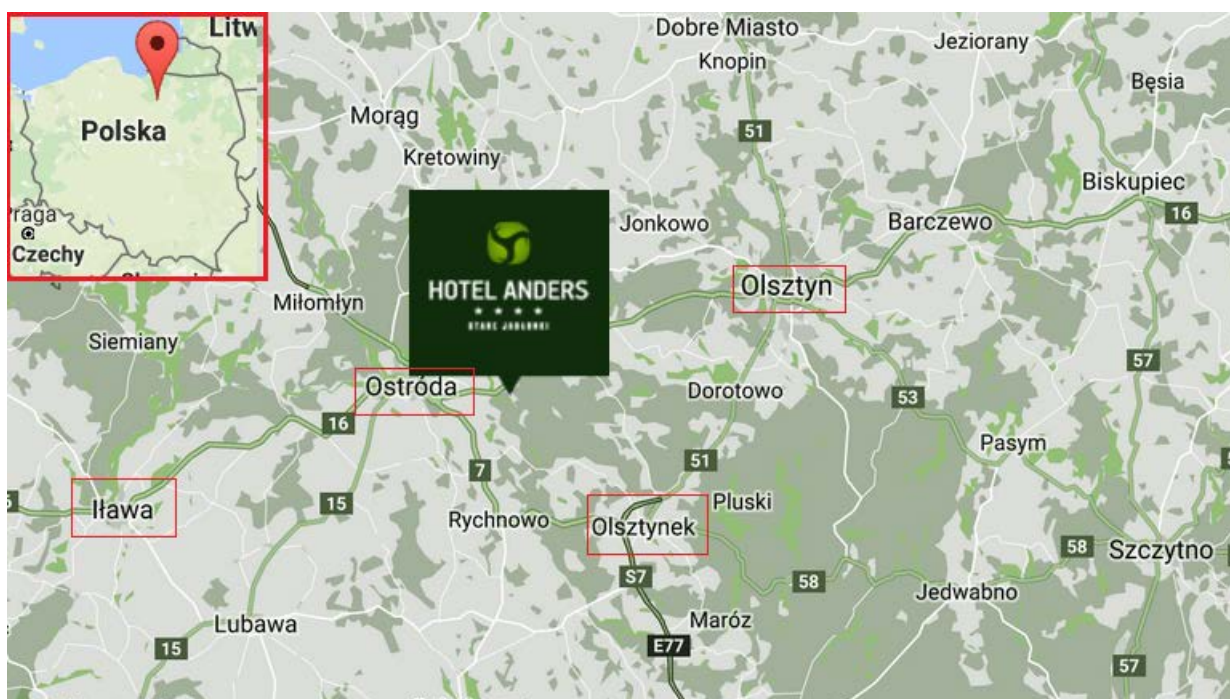 Litw
Polska
Praga
Czechy
Dobre Miasto
Knopin
Jeziorany
Bęsia
Morąg
51
Kretowiny
Biskupiec
16
Jonkowo
Barczewo
HOTEL ANDERS
STARE JABŁONKI
Olsztyn
Miłomłyn
Siemiany
57
Ostróda
Dorotowo
53
16
Pasym
7
51
15
Iława
Rychnowo
Olsztynek
Pluski
58
Szczytno
S7
58
Jedwabno
Lubawa
Maróz
15
E77
57